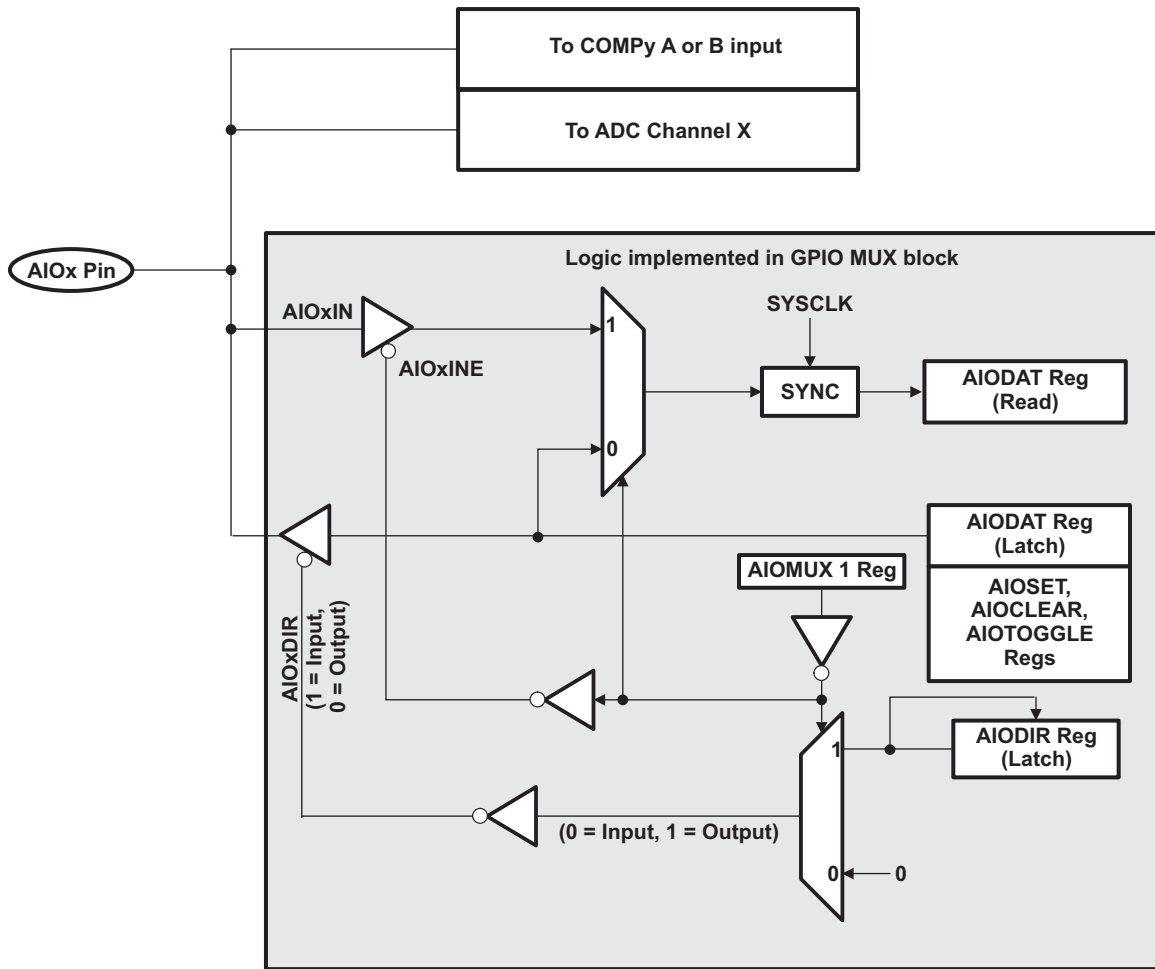 To COMPy A or B input
To ADC Channel X
AIOx Pin
Logic implemented in GPIO MUX block
AIOxIN
AIOxINE
1
0
SYSCLK
SYNC
AIODAT Reg
(Read)
AIODAT Reg
(Latch)
AIOSET,
AIOCLEAR,
AIOTOGGLE
Regs
AIOMUX 1 Reg
AIOxDIR
(1 = Input,
0 = Output)
1
AIODIR Reg
(Latch)
(0 = Input, 1 = Output)
0
0